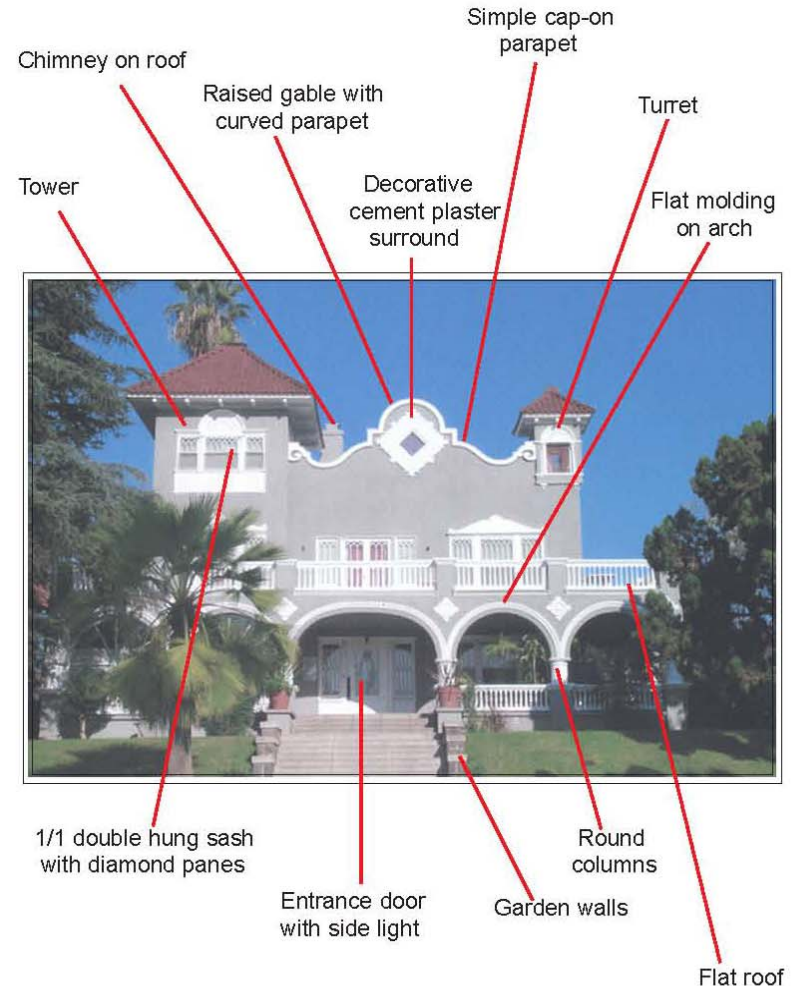 Simple cap-on
parapet
Chimney on roof
Raised gable with
curved parapet
Turret
Tower
Decorative
cement plaster
surround
Flat molding
on arch
1/1 double hung sash
with diamond panes
Round
columns
Entrance door
with side light
Garden walls
Flat roof